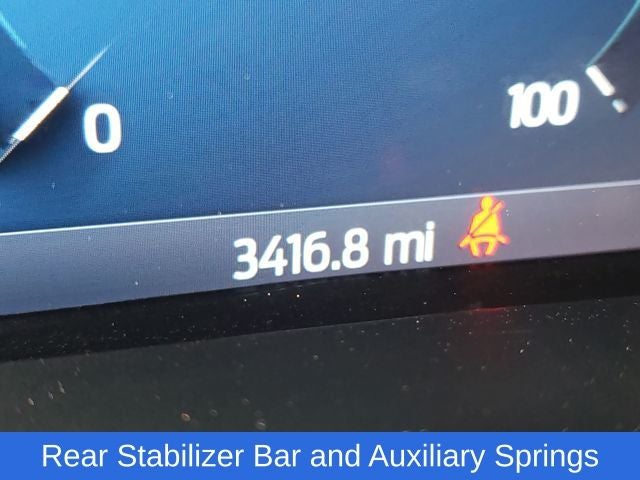 0
100
3416.8 mi
Rear Stabilizer Bar and Auxiliary Springs